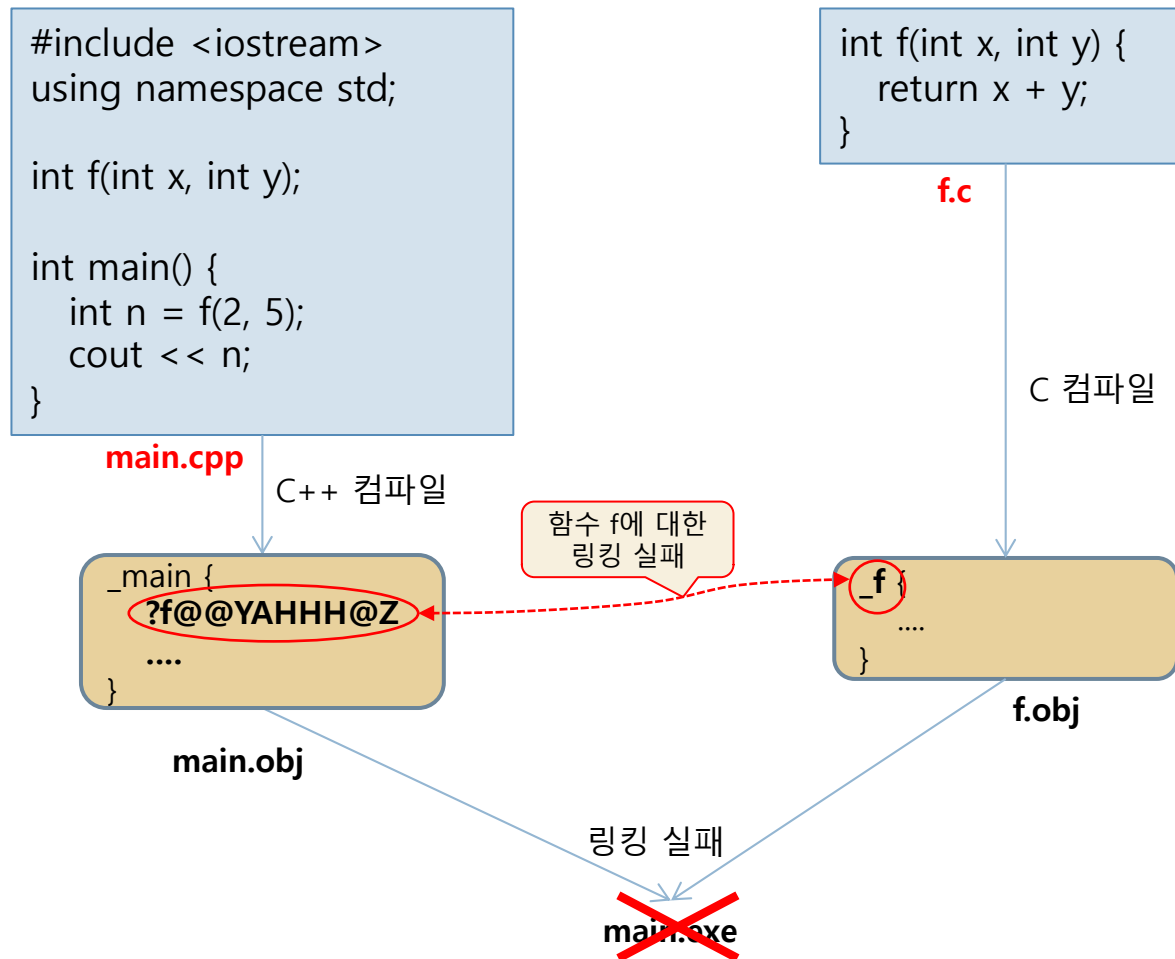 #include <iostream>
using namespace std;
int f(int x, int y);
int main() {
int n = f(2, 5);
cout << n;
}
main.cpp
int f(int x, int y) {
return x + y;
}
f.c
C++ 컴파일
C 컴파일
함수 f에 대한
링킹 실패
_main {
?f@@YAHHH@Z
....
}
main.obj
_f {
....
}
f.obj
링킹 실패
main.exe